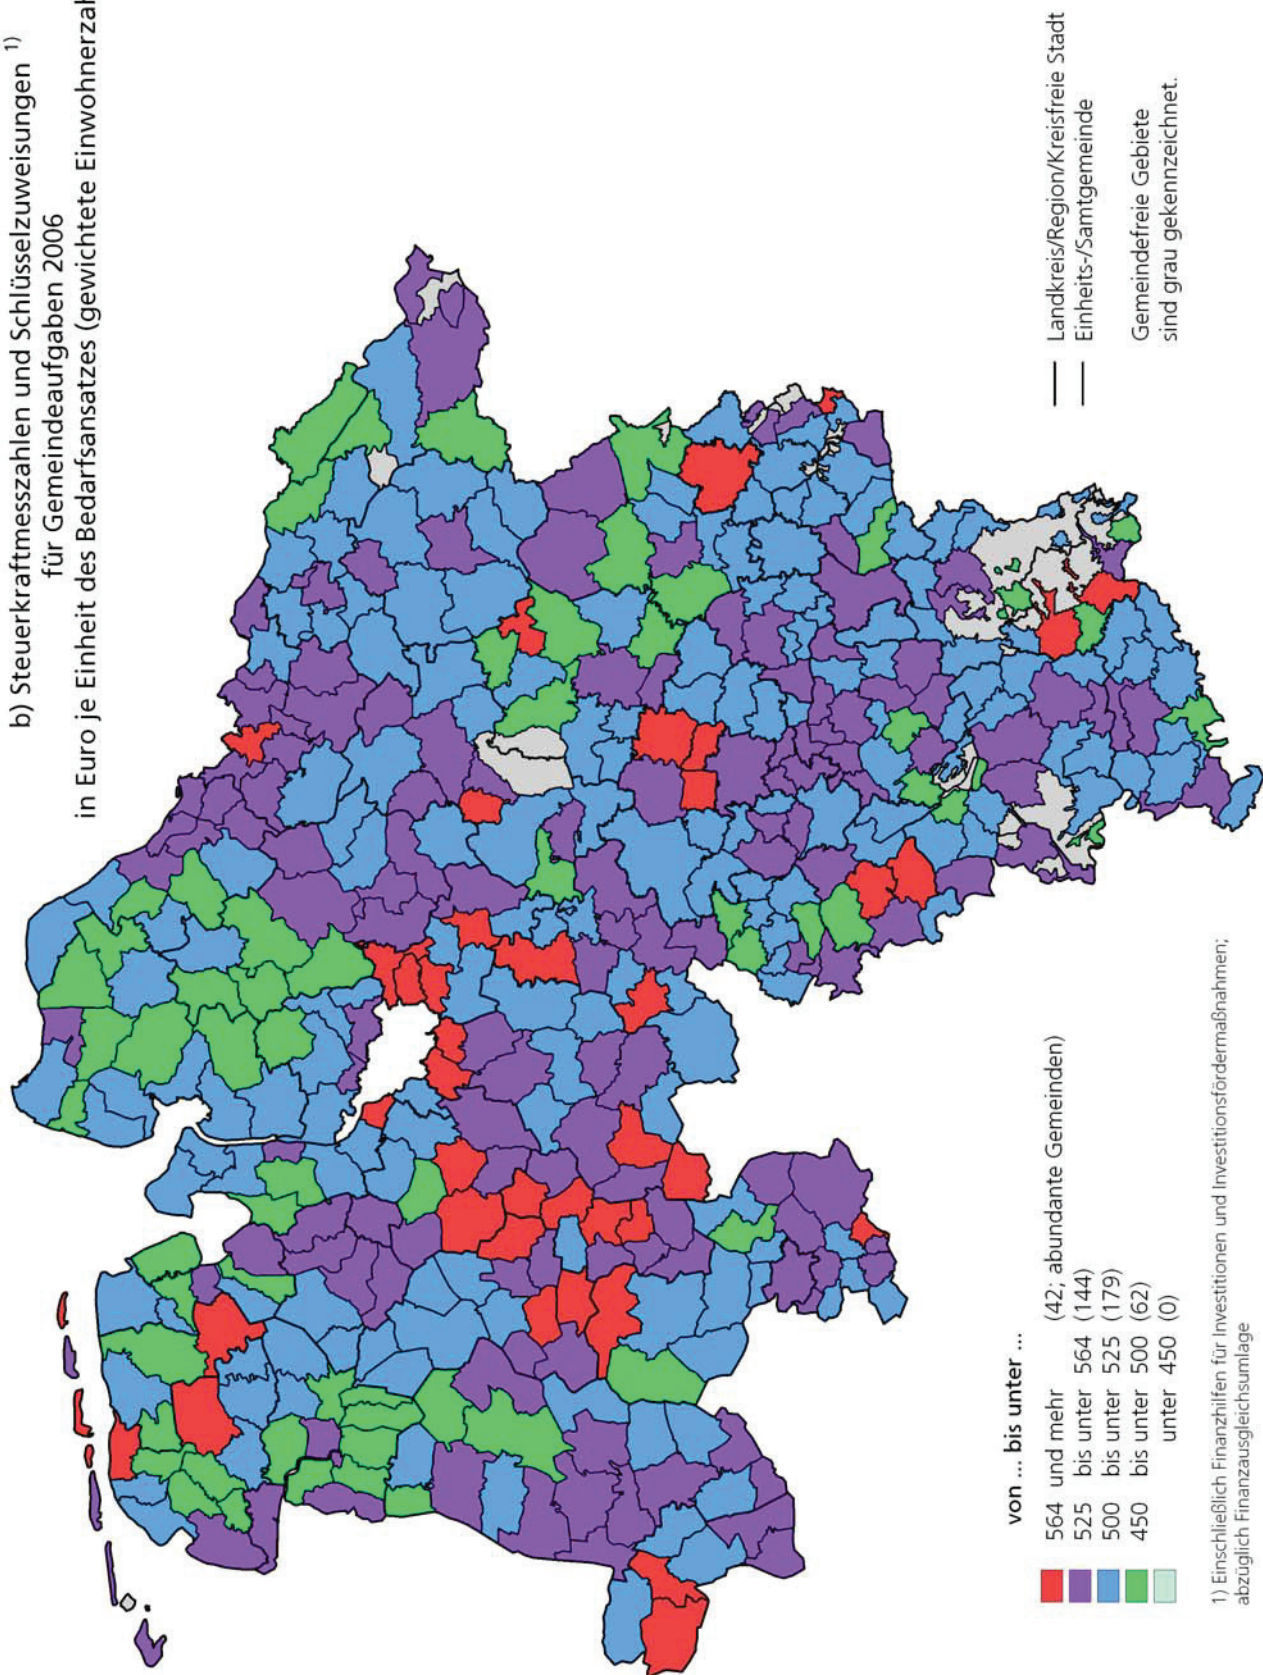 b) Steuerkraftmesszahlen und Schlüsselzuweisungen 1)
für Gemeindeaufgaben 2006
in Euro je Einheit des Bedarfsansatzes (gewichtete Einwohnerzahl
von ... bis unter ...
564 und mehr (42; abundante Gemeinden)
525 bis unter 564 (144)
500 bis unter 525 (179)
450 bis unter 500 (62)
unter 450 (0)
Landkreis/Region/Kreisfreie Stadt
Einheits-/Samtgemeinde
Gemeindefreie Gebiete
sind grau gekennzeichnet.
1) Einschließlich Finanzhilfen für Investitionen und Investitionsfördermaßnahmen;
abzüglich Finanzausgleichsumlage